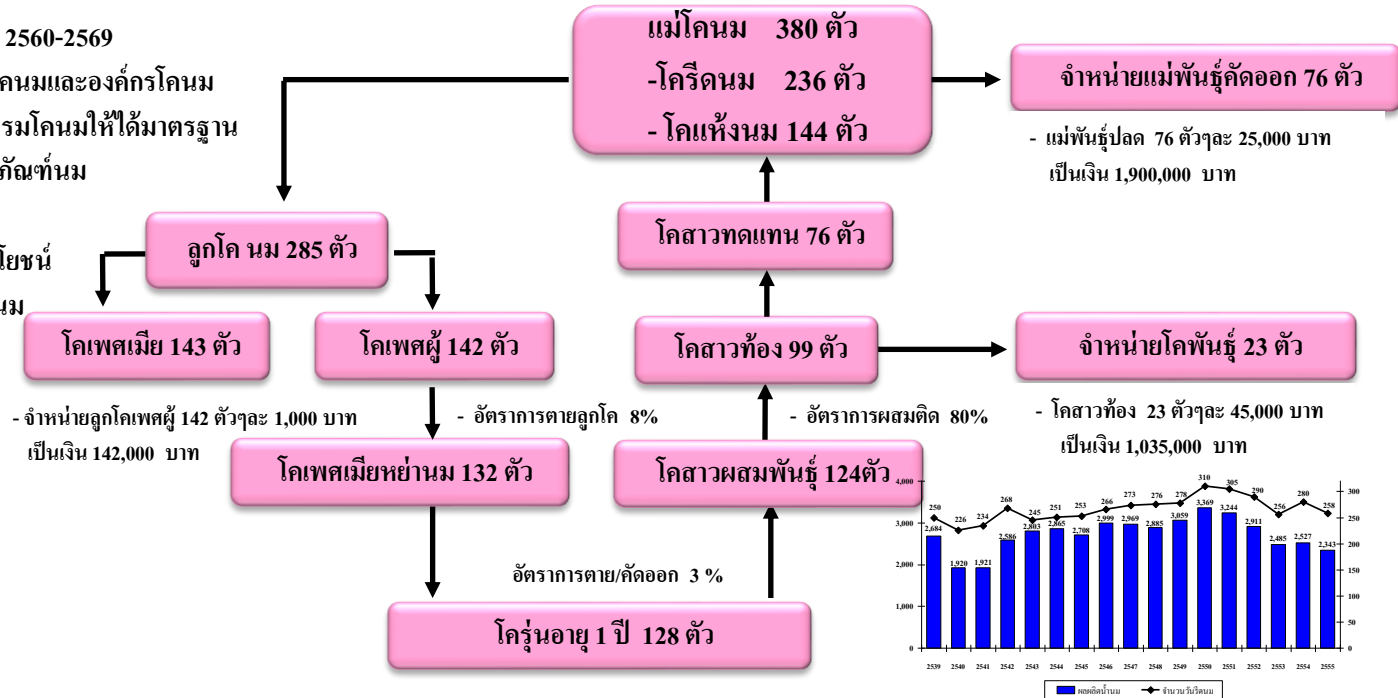 2560-2569
คนมและองค์กรโคนม
รมโคนมให้ได้มาตรฐาน
ภัณฑ์นม
โยชน์
นม
แม่โคนม 380 ตัว
-โครีดนม 236 ตัว
- โคแห้งนม 144 ตัว
จำหน่ายแม่พันธุ์คัดออก 76 ตัว
- แม่พันธุ์ปลด 76 ตัวๆละ 25,000 บาท
เป็นเงิน 1,900,000 บาท
ลูกโค นม 285 ตัว
โคสาวทดแทน 76 ตัว
โคเพศเมีย 143 ตัว
โคเพศผู้ 142 ตัว
โคสาวท้อง 99 ตัว
จำหน่ายโคพันธุ์ 23 ตัว
- จำหน่ายลูกโคเพศผู้ 142 ตัวๆละ 1,000 บาท
เป็นเงิน 142,000 บาท
- อัตราการตายลูกโค 8%
- อัตราการผสมติด 80%
- โคสาวท้อง 23 ตัวๆละ 45,000 บาท
เป็นเงิน 1,035,000 บาท
โคเพศเมียหย่านม 132 ตัว
โคสาวผสมพันธุ์ 124ตัว
อัตราการตาย/คัดออก 3 %
โครุ่นอายุ 1 ปี 128 ตัว
4,000
3,000
2,000
1,000
0
250 226 234 268 245 251 253 266 273 276 278 310 305 290 256 280 258
2,684 1,920 1,921 2,586 2,803 2,865 2,708 2,999 2,969 2,885 3,059 3,369 3,244 2,911 2,485 2,527 2,343
300
250
200
150
100
50
0
2539 2540 2541 2542 2543 2544 2545 2546 2547 2548 2549 2550 2551 2552 2553 2554 2555
ผลผลิตน้ำนม จำนวนวันรีดนม